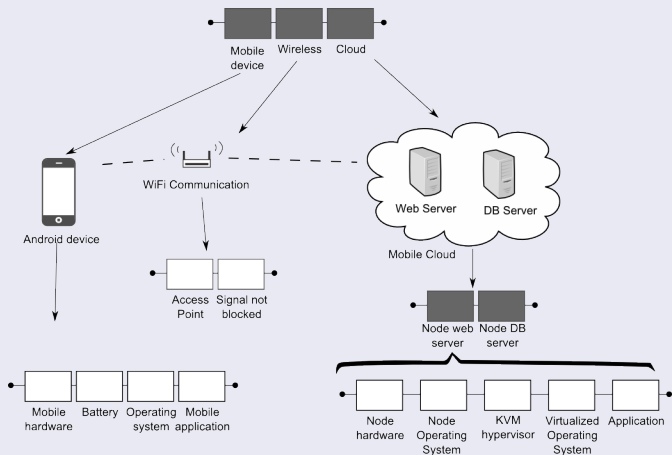 Mobile
device
Wireless
Cloud
WiFi Communication
Web Server
DB Server
Android device
Mobile Cloud
Access
Point
Signal not
blocked
Node web
server
Node DB
server
Mobile
hardware
Battery
Operating
system
Mobile
application
Node
hardware
Node
Operating
System
KVM
hypervisor
Virtualized
Operating
System
Application